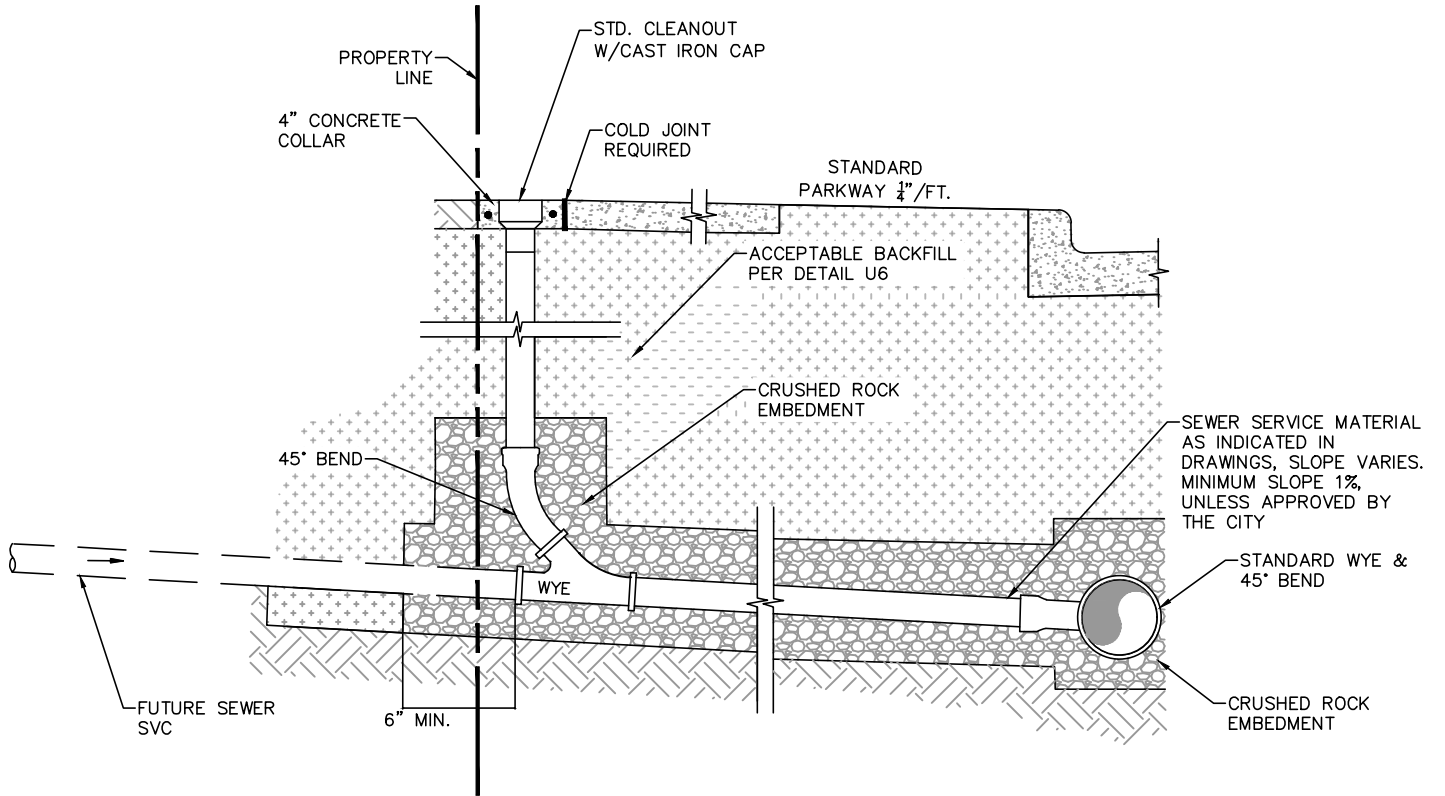 STD. CLEANOUT
W/CAST IRON CAP
PROPERTY
LINE
4" CONCRETE
COLLAR
COLD JOINT
REQUIRED
STANDARD
PARKWAY 1/4"/FT.
ACCEPTABLE BACKFILL
PER DETAIL U6
CRUSHED ROCK
EMBEDMENT
45° BEND
SEWER SERVICE MATERIAL
AS INDICATED IN
DRAWINGS, SLOPE VARIES.
MINIMUM SLOPE 1%,
UNLESS APPROVED BY
THE CITY
STANDARD WYE &
45° BEND
WYE
FUTURE SEWER
SVC
6" MIN.
CRUSHED ROCK
EMBEDMENT